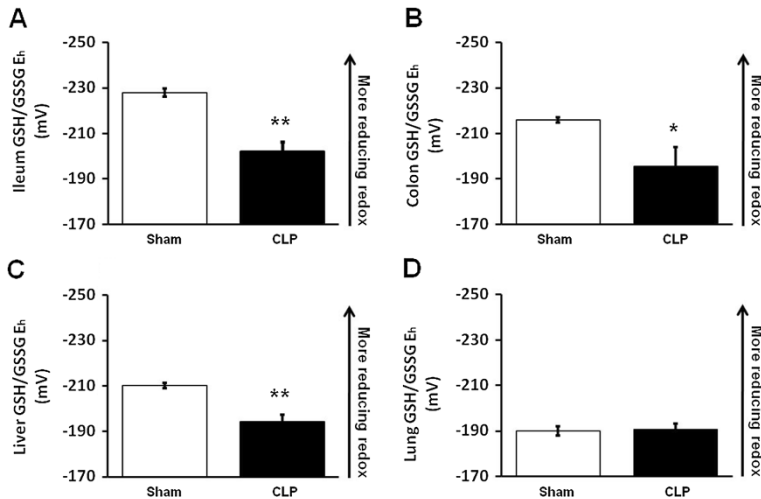 A
Ileum GSH/GSSG Eh
(mV)
-250
-230
-210
-190
-170
**
Sham
CLP
More reducing redox
B
Colon GSH/GSSG Eh
(mV)
-250
-230
-210
-190
-170
*
Sham
CLP
More reducing redox
C
Liver GSH/GSSG Eh
(mV)
-250
-230
-210
-190
-170
**
Sham
CLP
More reducing redox
D
Lung GSH/GSSG Eh
(mV)
-250
-230
-210
-190
-170
Sham
CLP
More reducing redox